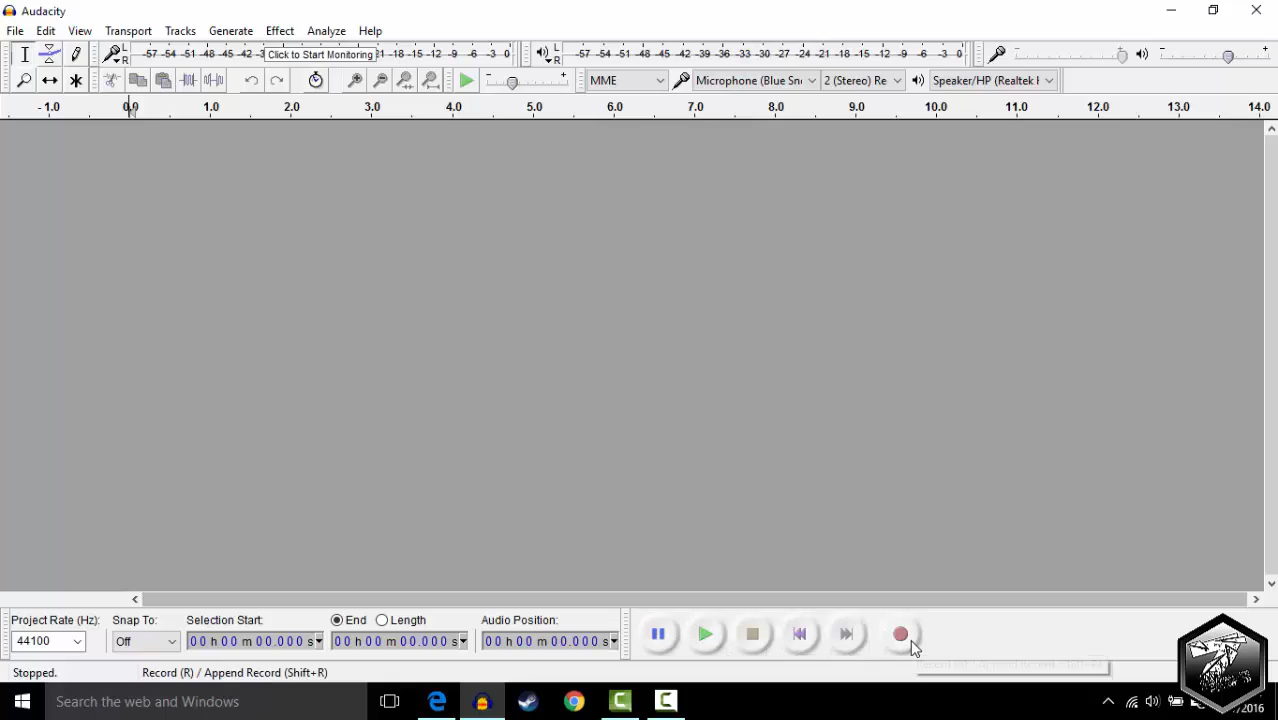 Audacity
File Edit View Transport Tracks Generate Effect Analyze Help
L R -57 -54 -51 -48 -45 -42 -3 Click to Start Monitoring -18 -15 -12 -9 -6 -3 0 L R -57 -54 -51 -48 -45 -42 -39 -36 -33 -30 -27 -24 -21 -18 -15 -12 -9 -6 -3 0 - + - +
- + MME Microphone (Blue Sn 2 (Stereo) Re Speaker/HP (Realtek
- 1.0 0.0 1.0 2.0 3.0 4.0 5.0 6.0 7.0 8.0 9.0 10.0 11.0 12.0 13.0 14.0
Project Rate (Hz): Snap To: Selection Start: End Length Audio Position:
44100 Off 00 h 00 m 00.000 s 00 h 00 m 00.000 s 00 h 00 m 00.000 s
Stopped. Record (R) / Append Record (Shift+R)
Search the web and Windows
/2016